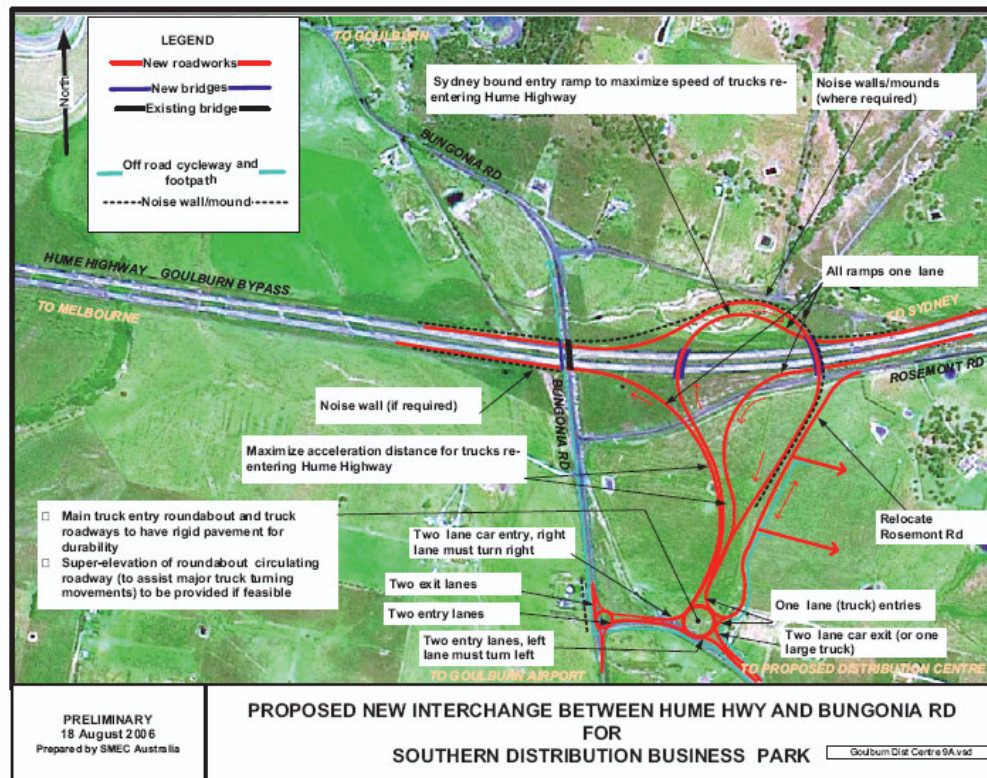 TO GOULBURN
LEGEND
New roadworks
New bridges
Existing bridge
Off road cycleway and
footpath
Noise wall/mound
North
Sydney bound entry ramp to maximize speed of trucks re-
entering Hume Highway
Noise walls/mounds
(where required)
BUNGONIA RD
HUME HIGHWAY _ GOULBURN BYPASS
TO MELBOURNE
All ramps one lane
TO SYDNEY
ROSEMONT RD
Noise wall (if required)
BUNGONIA RD
Maximize acceleration distance for trucks re-
entering Hume Highway
□ Main truck entry roundabout and truck
roadways to have rigid pavement for
durability
□ Super-elevation of roundabout circulating
roadway (to assist major truck turning
movements) to be provided if feasible
Two lane car entry, right
lane must turn right
Relocate
Rosemont Rd
Two exit lanes
Two entry lanes
One lane (truck) entries
Two entry lanes, left
lane must turn left
Two lane car exit (or one
large truck)
TO GOULBURN AIRPORT
TO PROPOSED DISTRIBUTION CENTRE
PRELIMINARY
18 August 2006
Prepared by SMEC Australia
PROPOSED NEW INTERCHANGE BETWEEN HUME HWY AND BUNGONIA RD
FOR
SOUTHERN DISTRIBUTION BUSINESS PARK
Goulburn Dist Centre 9A.vsd